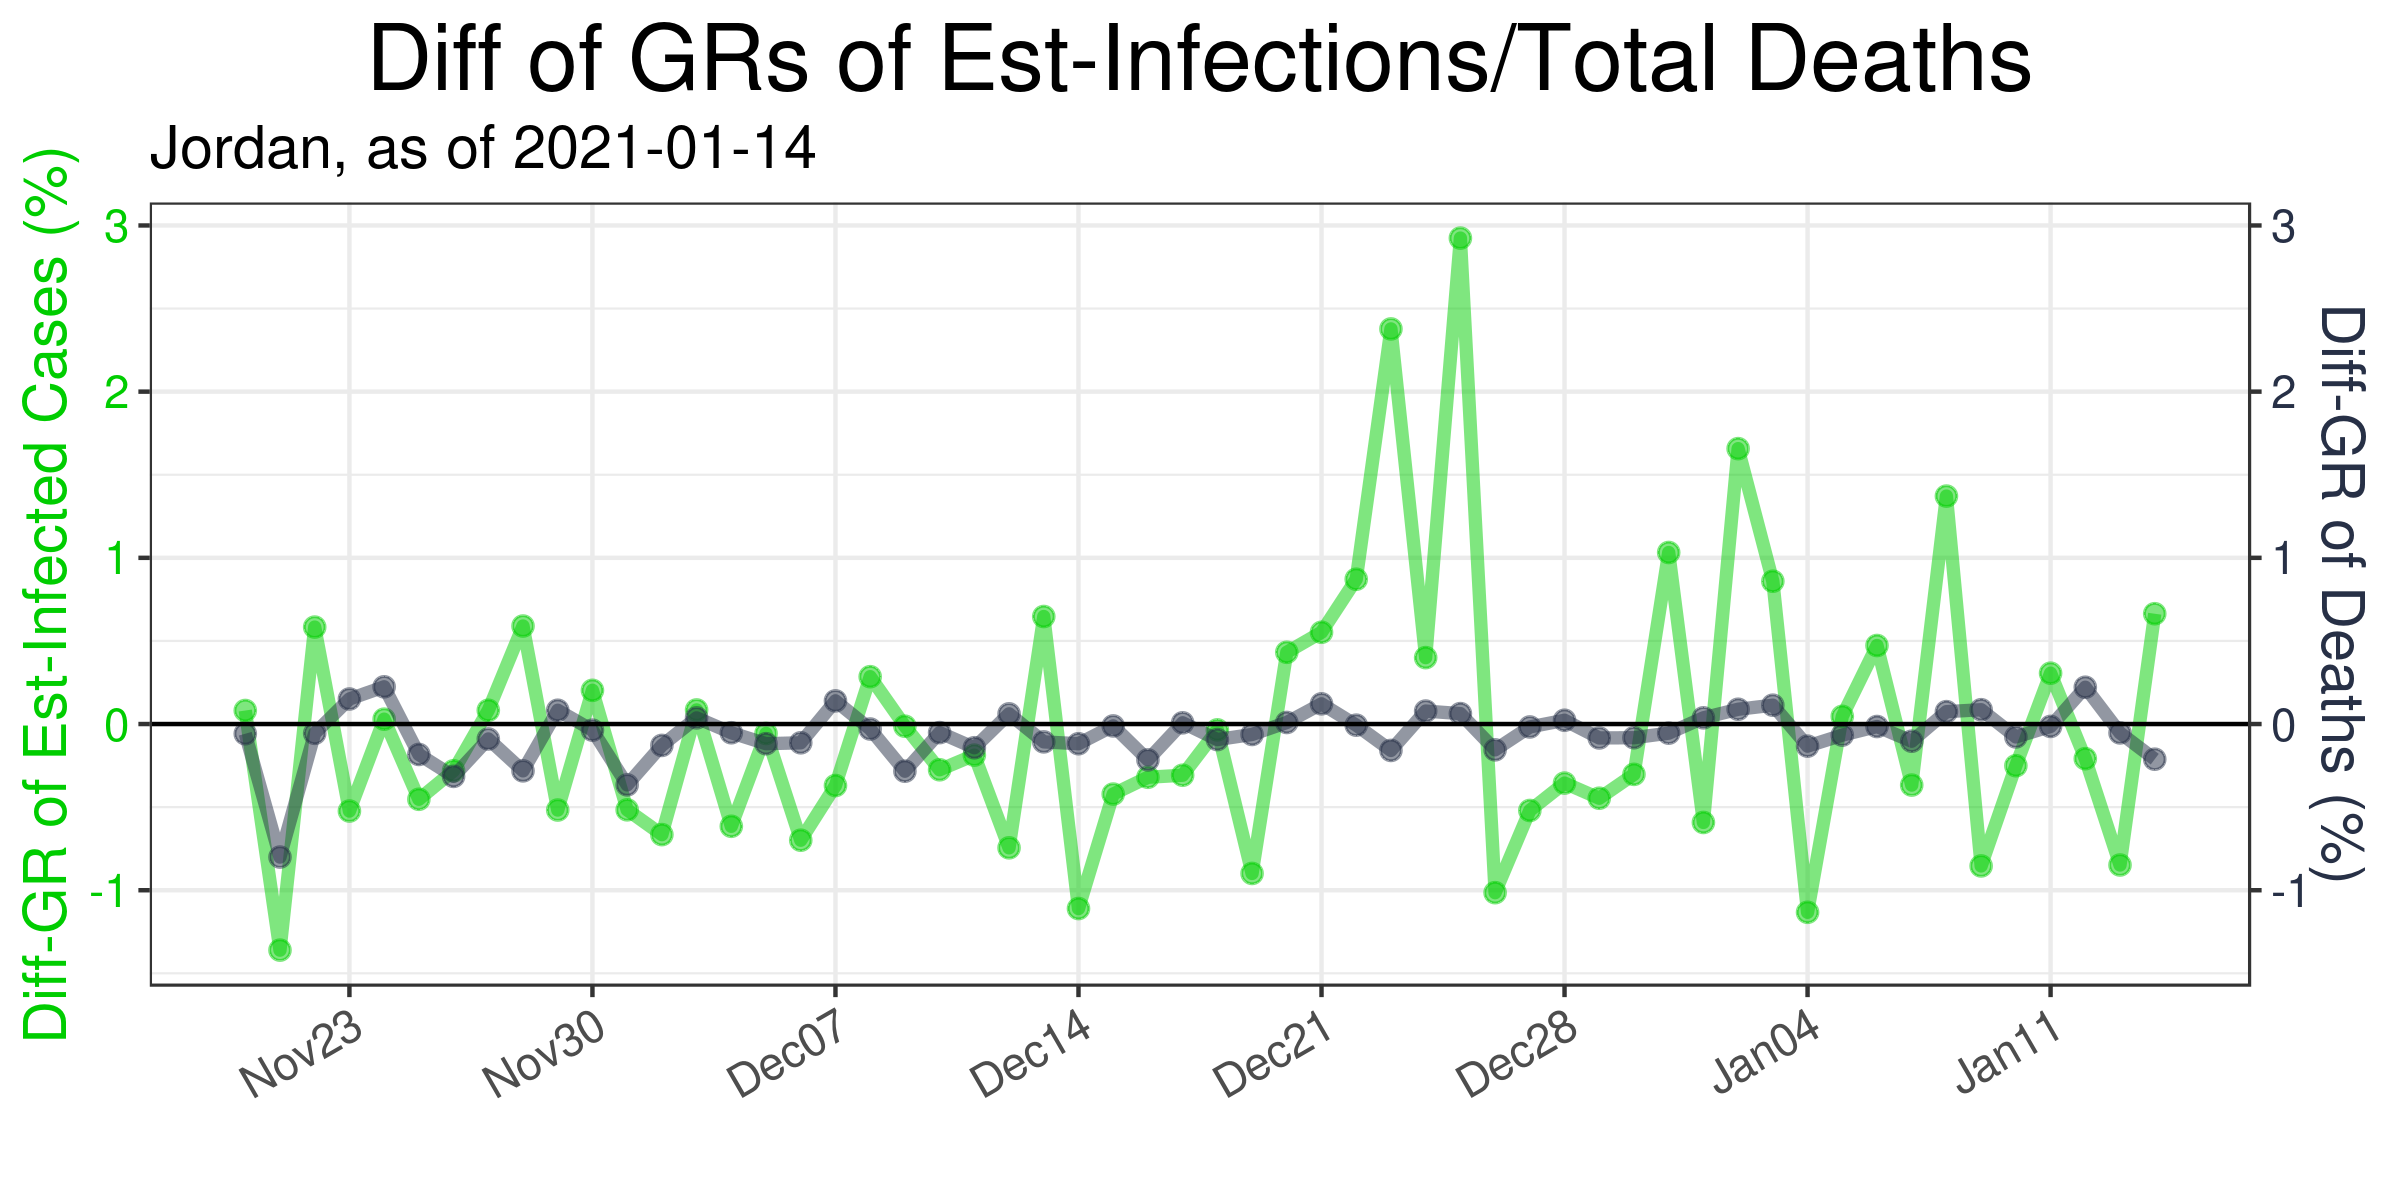 Diff of GRs of Est-Infections/Total Deaths
Jordan, as of 2021-01-14
Diff-GR of Est-Infected Cases (%)
3
2
1
0
-1
3
2
1
0
-1
Diff-GR of Deaths (%)
Nov23
Nov30
Dec07
Dec14
Dec21
Dec28
Jan04
Jan11